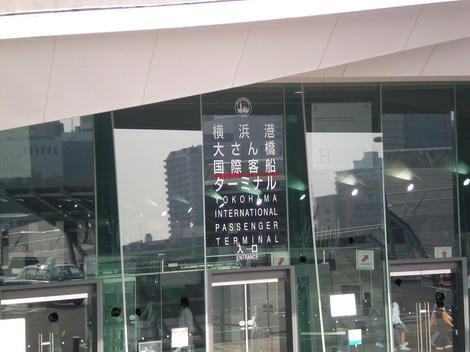 横浜港
大さん橋
国際客船
ターミナル
YOKOHAMA
INTERNATIONAL
PASSENGER
TERMINAL
入口
ENTRANCE